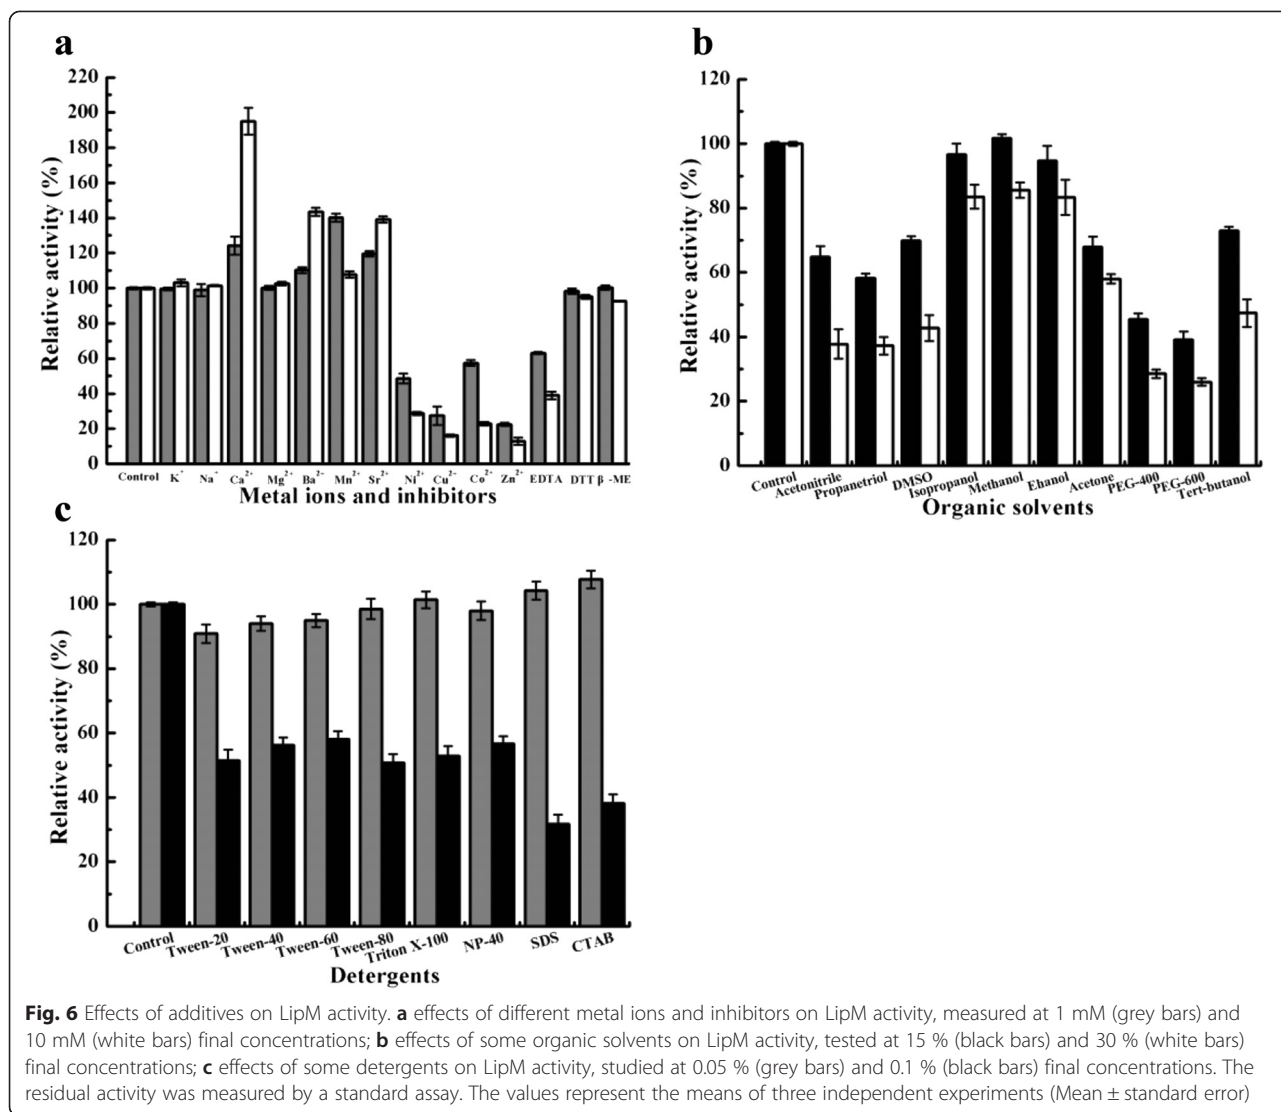 a
220
200
180
160
140
120
100
80
60
40
20
0
Relative activity (%)
Control K⁺ Na⁺ Ca²⁺ Mg²⁺ Ba²⁻ Mn²⁺ Sr²⁺ Ni²⁺ Cu²⁻ Co²⁺ Zn²⁺ EDTA DTT β -ME
Metal ions and inhibitors
b
120
100
80
60
40
20
0
Relative activity (%)
Control Acetonitrile Propanetriol DMSO Isopropanol Methanol Ehanol Acetone PEG-400 PEG-600 Tert-butanol
Organic solvents
c
120
100
80
60
40
20
0
Relative activity (%)
Control Tween-20 Tween-40 Tween-60 Tween-80 Triton X-100 NP-40 SDS CTAB
Detergents
Fig. 6 Effects of additives on LipM activity. a effects of different metal ions and inhibitors on LipM activity, measured at 1 mM (grey bars) and
10 mM (white bars) final concentrations; b effects of some organic solvents on LipM activity, tested at 15 % (black bars) and 30 % (white bars)
final concentrations; c effects of some detergents on LipM activity, studied at 0.05 % (grey bars) and 0.1 % (black bars) final concentrations. The
residual activity was measured by a standard assay. The values represent the means of three independent experiments (Mean ± standard error)